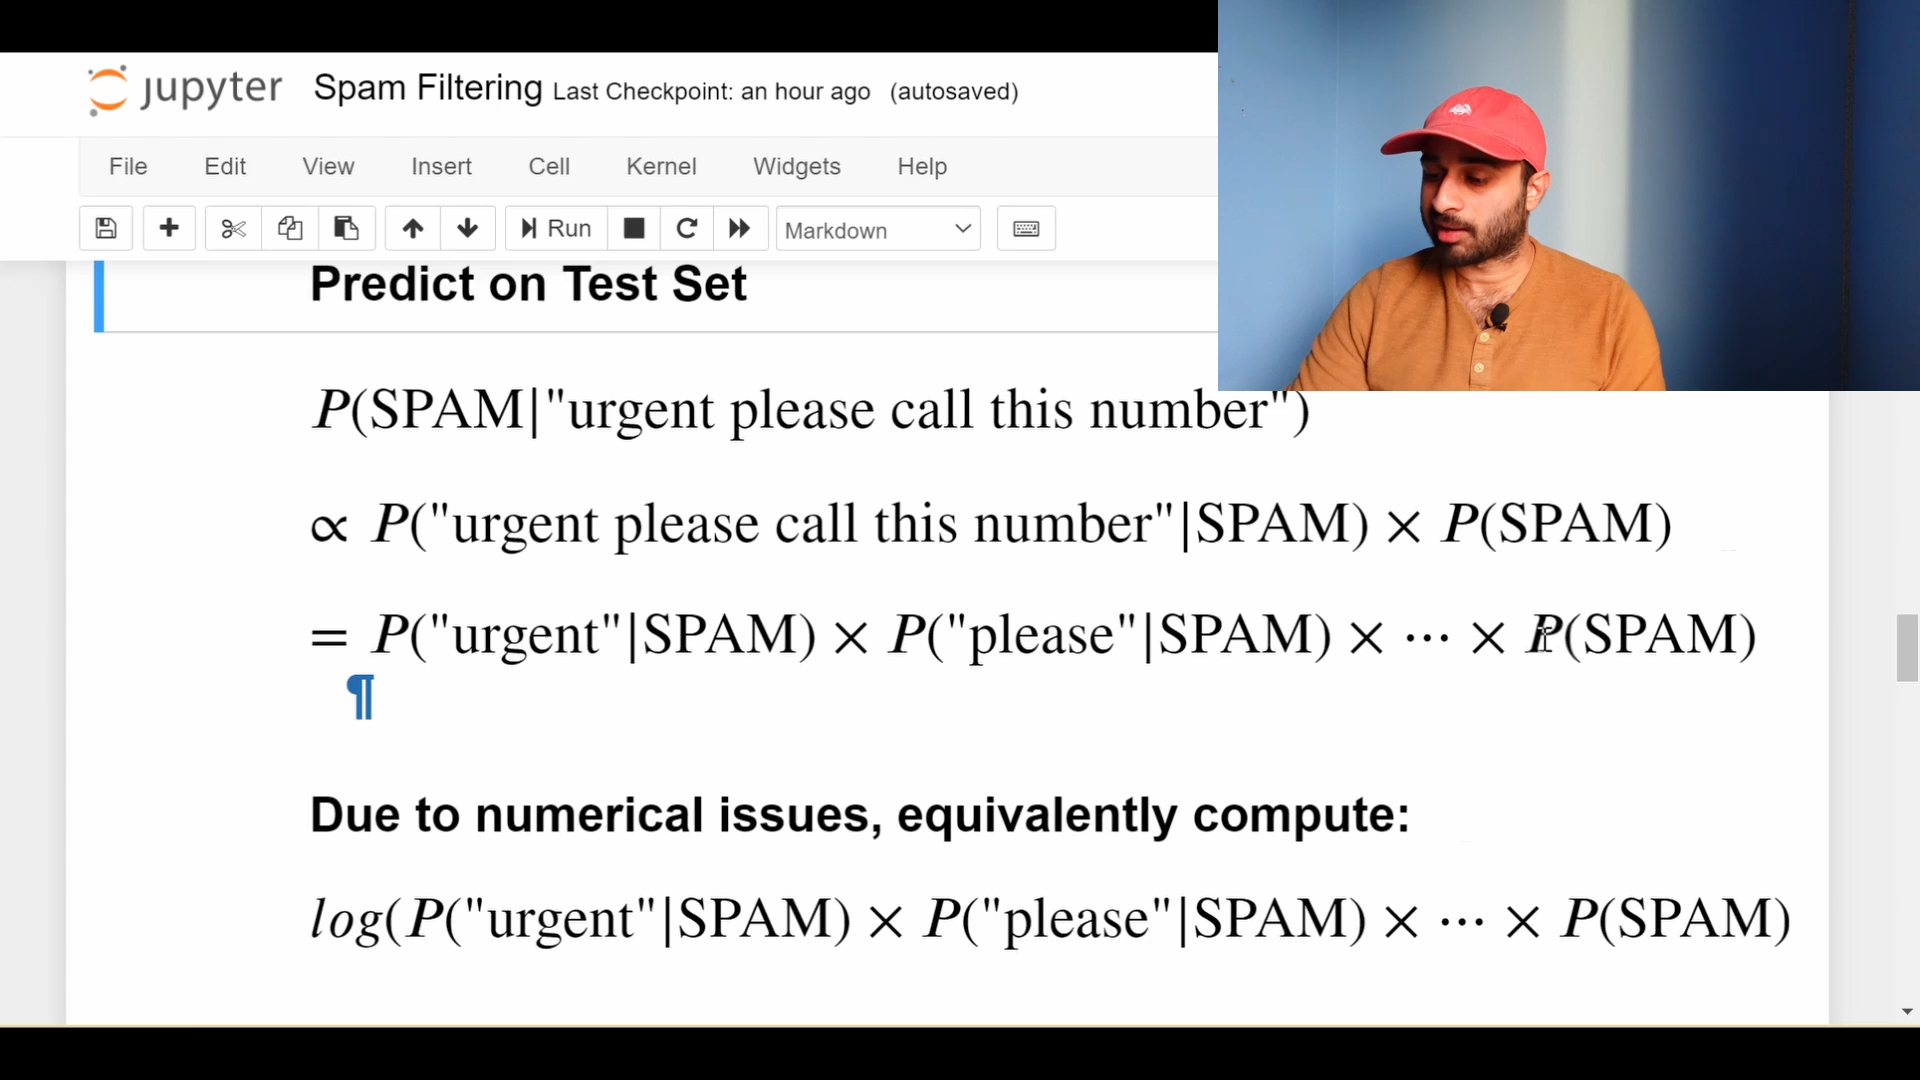 jupyter Spam Filtering Last Checkpoint: an hour ago (autosaved)
File Edit View Insert Cell Kernel Widgets Help
Run Markdown
Predict on Test Set
P(SPAM|"urgent please call this number")
∝ P("urgent please call this number"|SPAM) × P(SPAM)
= P("urgent"|SPAM) × P("please"|SPAM) × ⋯ × P(SPAM)
¶
Due to numerical issues, equivalently compute:
log(P("urgent"|SPAM) × P("please"|SPAM) × ⋯ × P(SPAM)